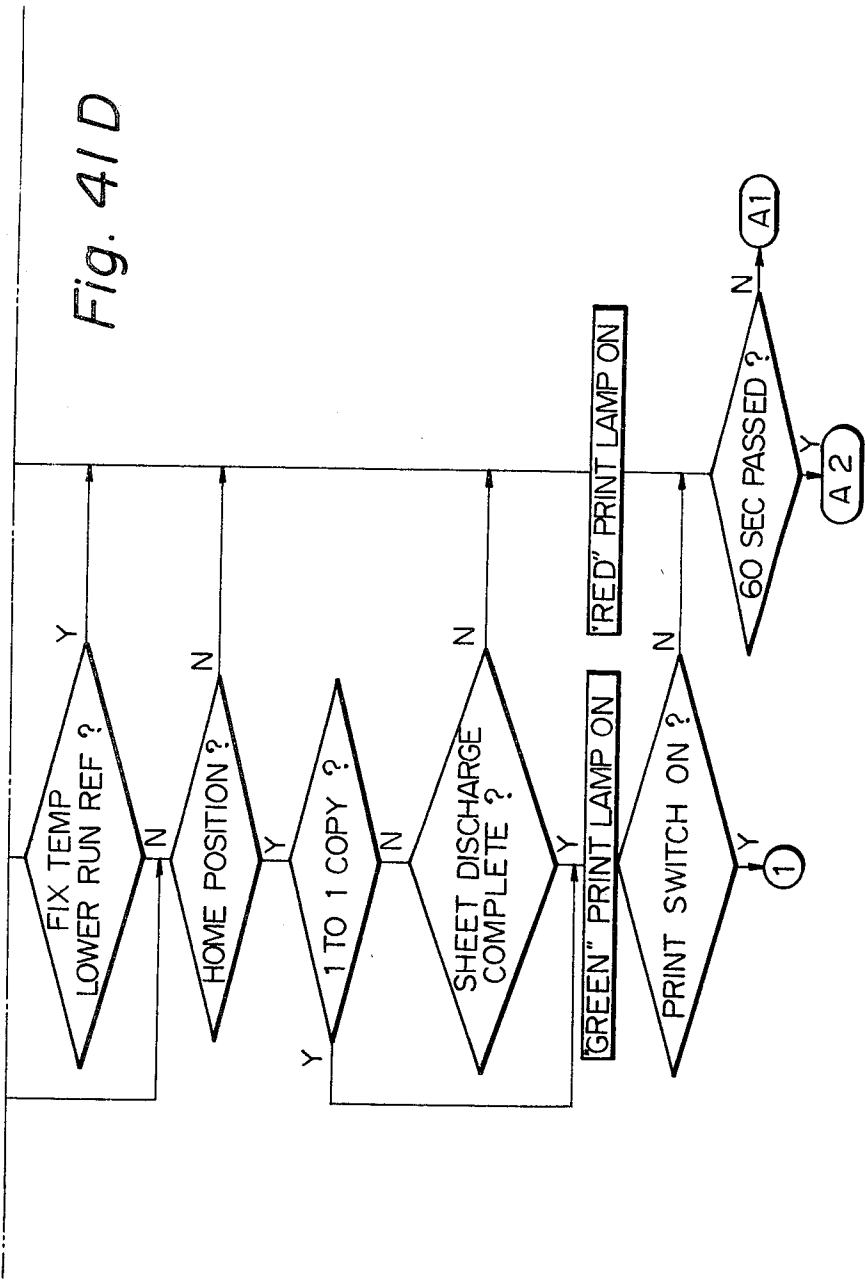 Fig. 41 D
FIX TEMP
LOWER RUN REF ?
Y
N
HOME POSITION ?
N
Y
1 TO 1 COPY ?
Y
N
SHEET DISCHARGE
COMPLETE ?
N
Y
"GREEN" PRINT LAMP ON
"RED" PRINT LAMP ON
PRINT SWITCH ON ?
N
Y
1
60 SEC PASSED ?
N
A1
Y
A2